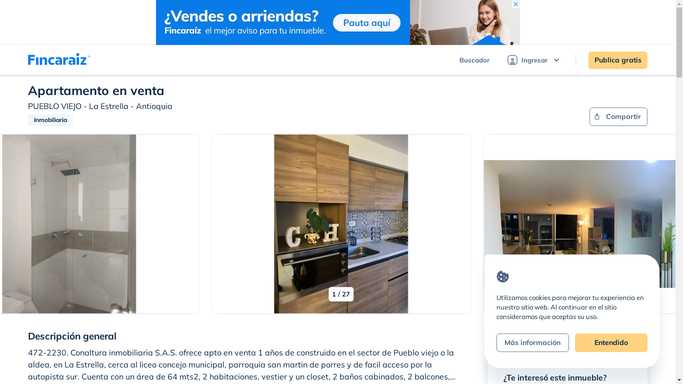 ¿Vendes o arriendas?
Fincaraíz el mejor aviso para tu inmueble.
Pauta aquí
Fincaraíz
Buscador
Ingresar
Publica gratis
Apartamento en venta
PUEBLO VIEJO - La Estrella - Antioquia
Inmobiliaria
Compartir
C H
1 / 27
Utilizamos cookies para mejorar tu experiencia en
nuestro sitio web. Al continuar en el sitio
consideramos que aceptas su uso.
Más información
Entendido
Descripción general
472-2230. Conaltura inmobiliaria S.A.S. ofrece apto en venta 1 años de construido en el sector de Pueblo viejo o la
aldea, en La Estrella, cerca al liceo concejo municipal, parroquia san martin de porres y de facil acceso por la
autopista sur. Cuenta con un área de 64 mts2, 2 habitaciones, vestier y un closet, 2 baños cabinados, 2 balcones,...
¿Te interesó este inmueble?